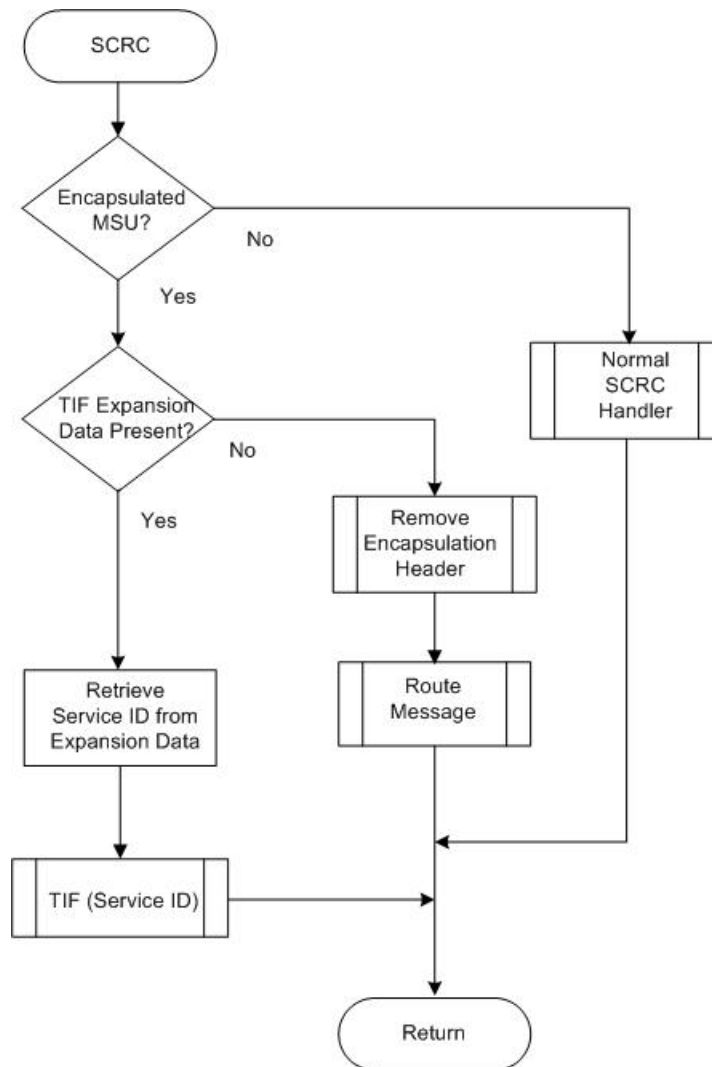 SCRC
Encapsulated
MSU?
No
Yes
Normal
SCRC
Handler
TIF Expansion
Data Present?
No
Yes
Remove
Encapsulation
Header
Retrieve
Service ID from
Expansion Data
Route
Message
TIF (Service ID)
Return